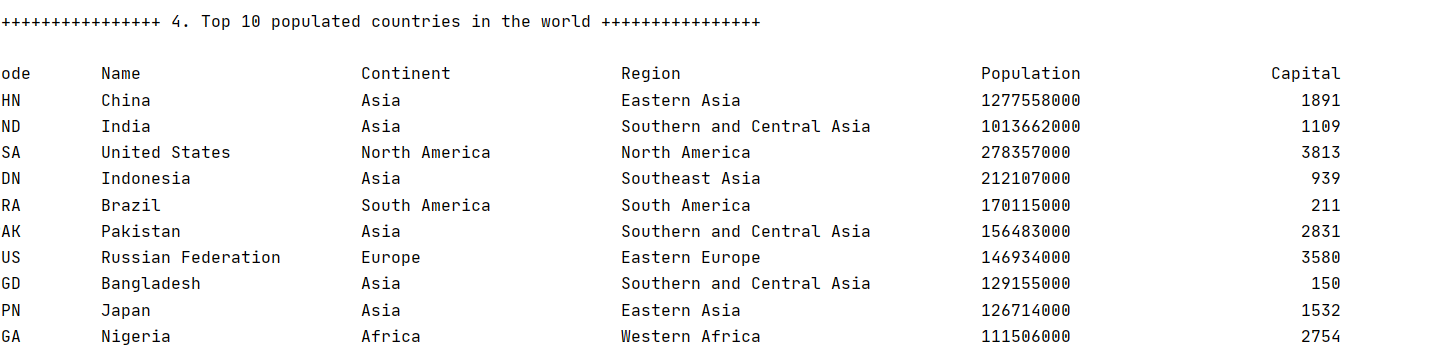 ++++++++++++++++ 4. Top 10 populated countries in the world ++++++++++++++++
ode Name Continent Region Population Capital
HN China Asia Eastern Asia 1277558000 1891
ND India Asia Southern and Central Asia 1013662000 1109
SA United States North America North America 278357000 3813
DN Indonesia Asia Southeast Asia 212107000 939
RA Brazil South America South America 170115000 211
AK Pakistan Asia Southern and Central Asia 156483000 2831
US Russian Federation Europe Eastern Europe 146934000 3580
GD Bangladesh Asia Southern and Central Asia 129155000 150
PN Japan Asia Eastern Asia 126714000 1532
GA Nigeria Africa Western Africa 111506000 2754